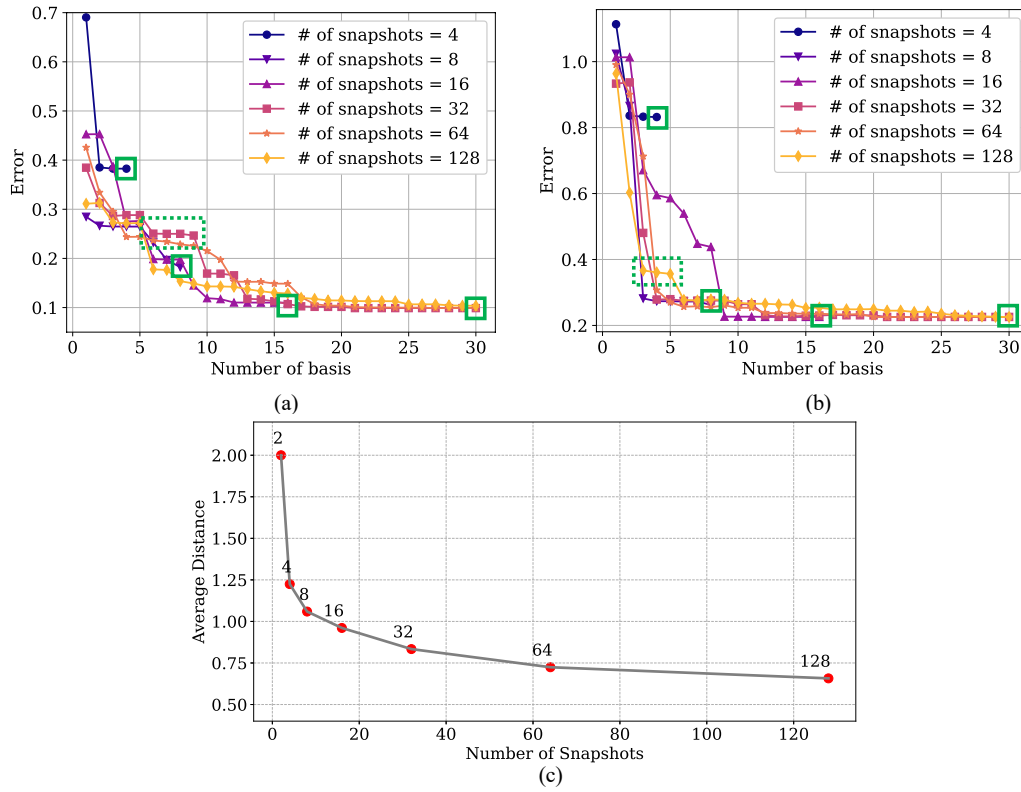 0.7
0.6
0.5
0.4
0.3
0.2
0.1
Error
0 5 10 15 20 25 30
Number of basis
# of snapshots = 4
# of snapshots = 8
# of snapshots = 16
# of snapshots = 32
# of snapshots = 64
# of snapshots = 128
(a)
1.0
0.8
0.6
0.4
0.2
Error
0 5 10 15 20 25 30
Number of basis
# of snapshots = 4
# of snapshots = 8
# of snapshots = 16
# of snapshots = 32
# of snapshots = 64
# of snapshots = 128
(b)
2.00
1.75
1.50
1.25
1.00
0.75
0.50
Average Distance
2
4
8
16
32
64
128
0 20 40 60 80 100 120
Number of Snapshots
(c)